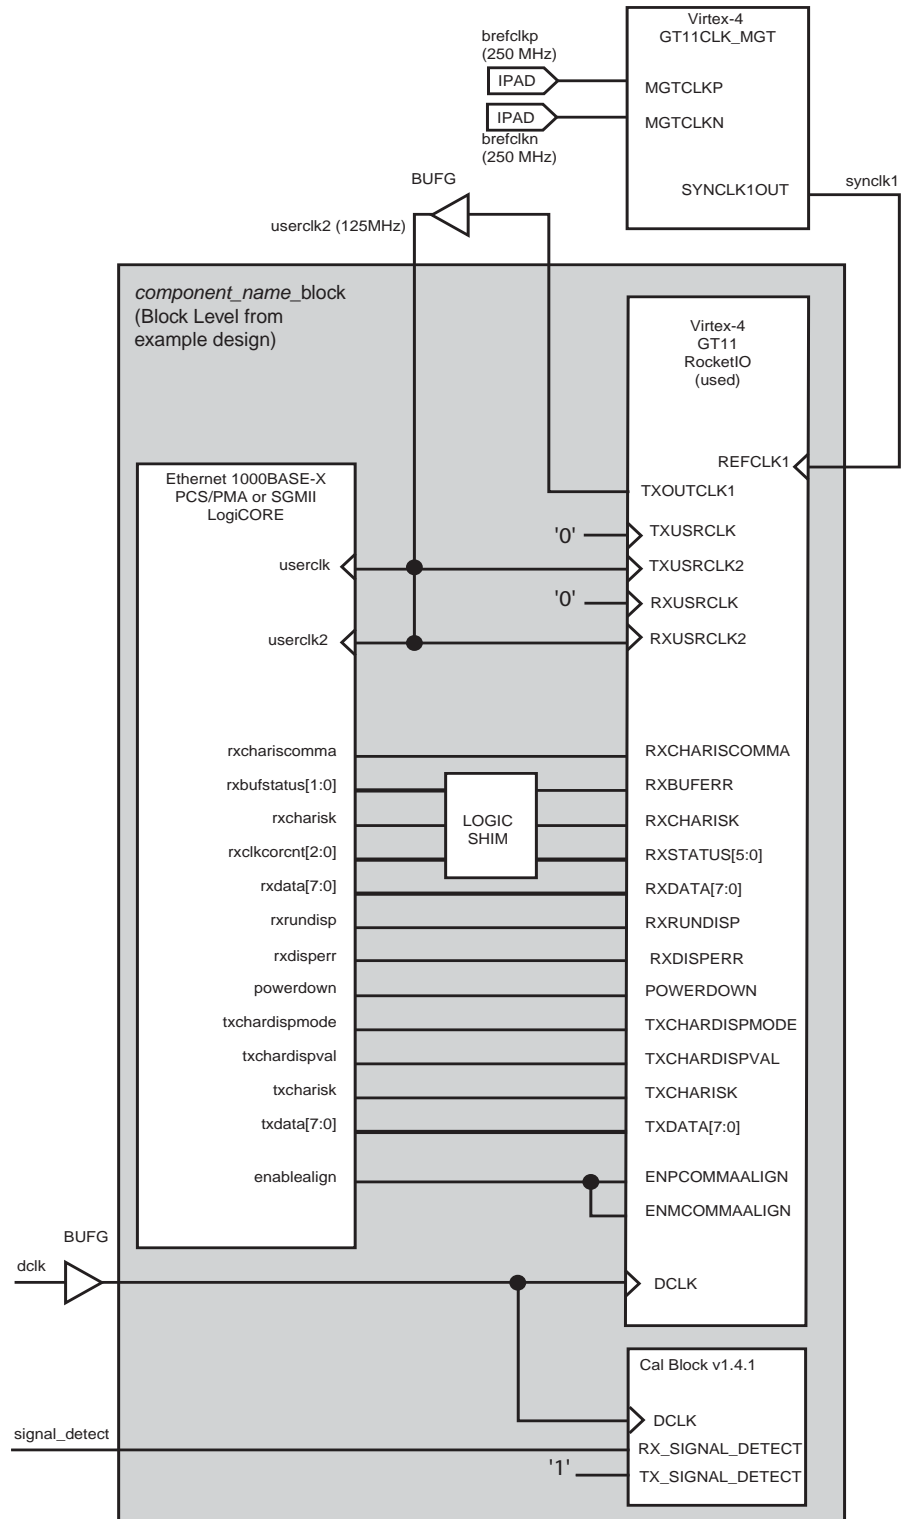 Virtex-4
GT11CLK_MGT
brefclkp
(250 MHz)
IPAD
MGTCLKP
IPAD
MGTCLKN
brefclkn
(250 MHz)
SYNCLK1OUT
synclk1
BUFG
userclk2 (125MHz)
component_name_block
(Block Level from
example design)
Virtex-4
GT11
RocketIO
(used)
REFCLK1
Ethernet 1000BASE-X
PCS/PMA or SGMII
LogiCORE
TXOUTCLK1
'0'
TXUSRCLK
userclk
TXUSRCLK2
'0'
RXUSRCLK
userclk2
RXUSRCLK2
rxchariscomma
RXCHARISCOMMA
rxbufstatus[1:0]
RXBUFERR
rxcharisk
LOGIC
SHIM
RXCHARISK
rxclkcorcnt[2:0]
RXSTATUS[5:0]
rxdata[7:0]
RXDATA[7:0]
rxrundisp
RXRUNDISP
rxdisperr
RXDISPERR
powerdown
POWERDOWN
txchardispmode
TXCHARDISPMODE
txchardispval
TXCHARDISPVAL
txcharisk
TXCHARISK
txdata[7:0]
TXDATA[7:0]
enablealign
ENPCOMMAALIGN
ENMCOMMAALIGN
BUFG
dclk
DCLK
Cal Block v1.4.1
DCLK
signal_detect
RX_SIGNAL_DETECT
'1'
TX_SIGNAL_DETECT